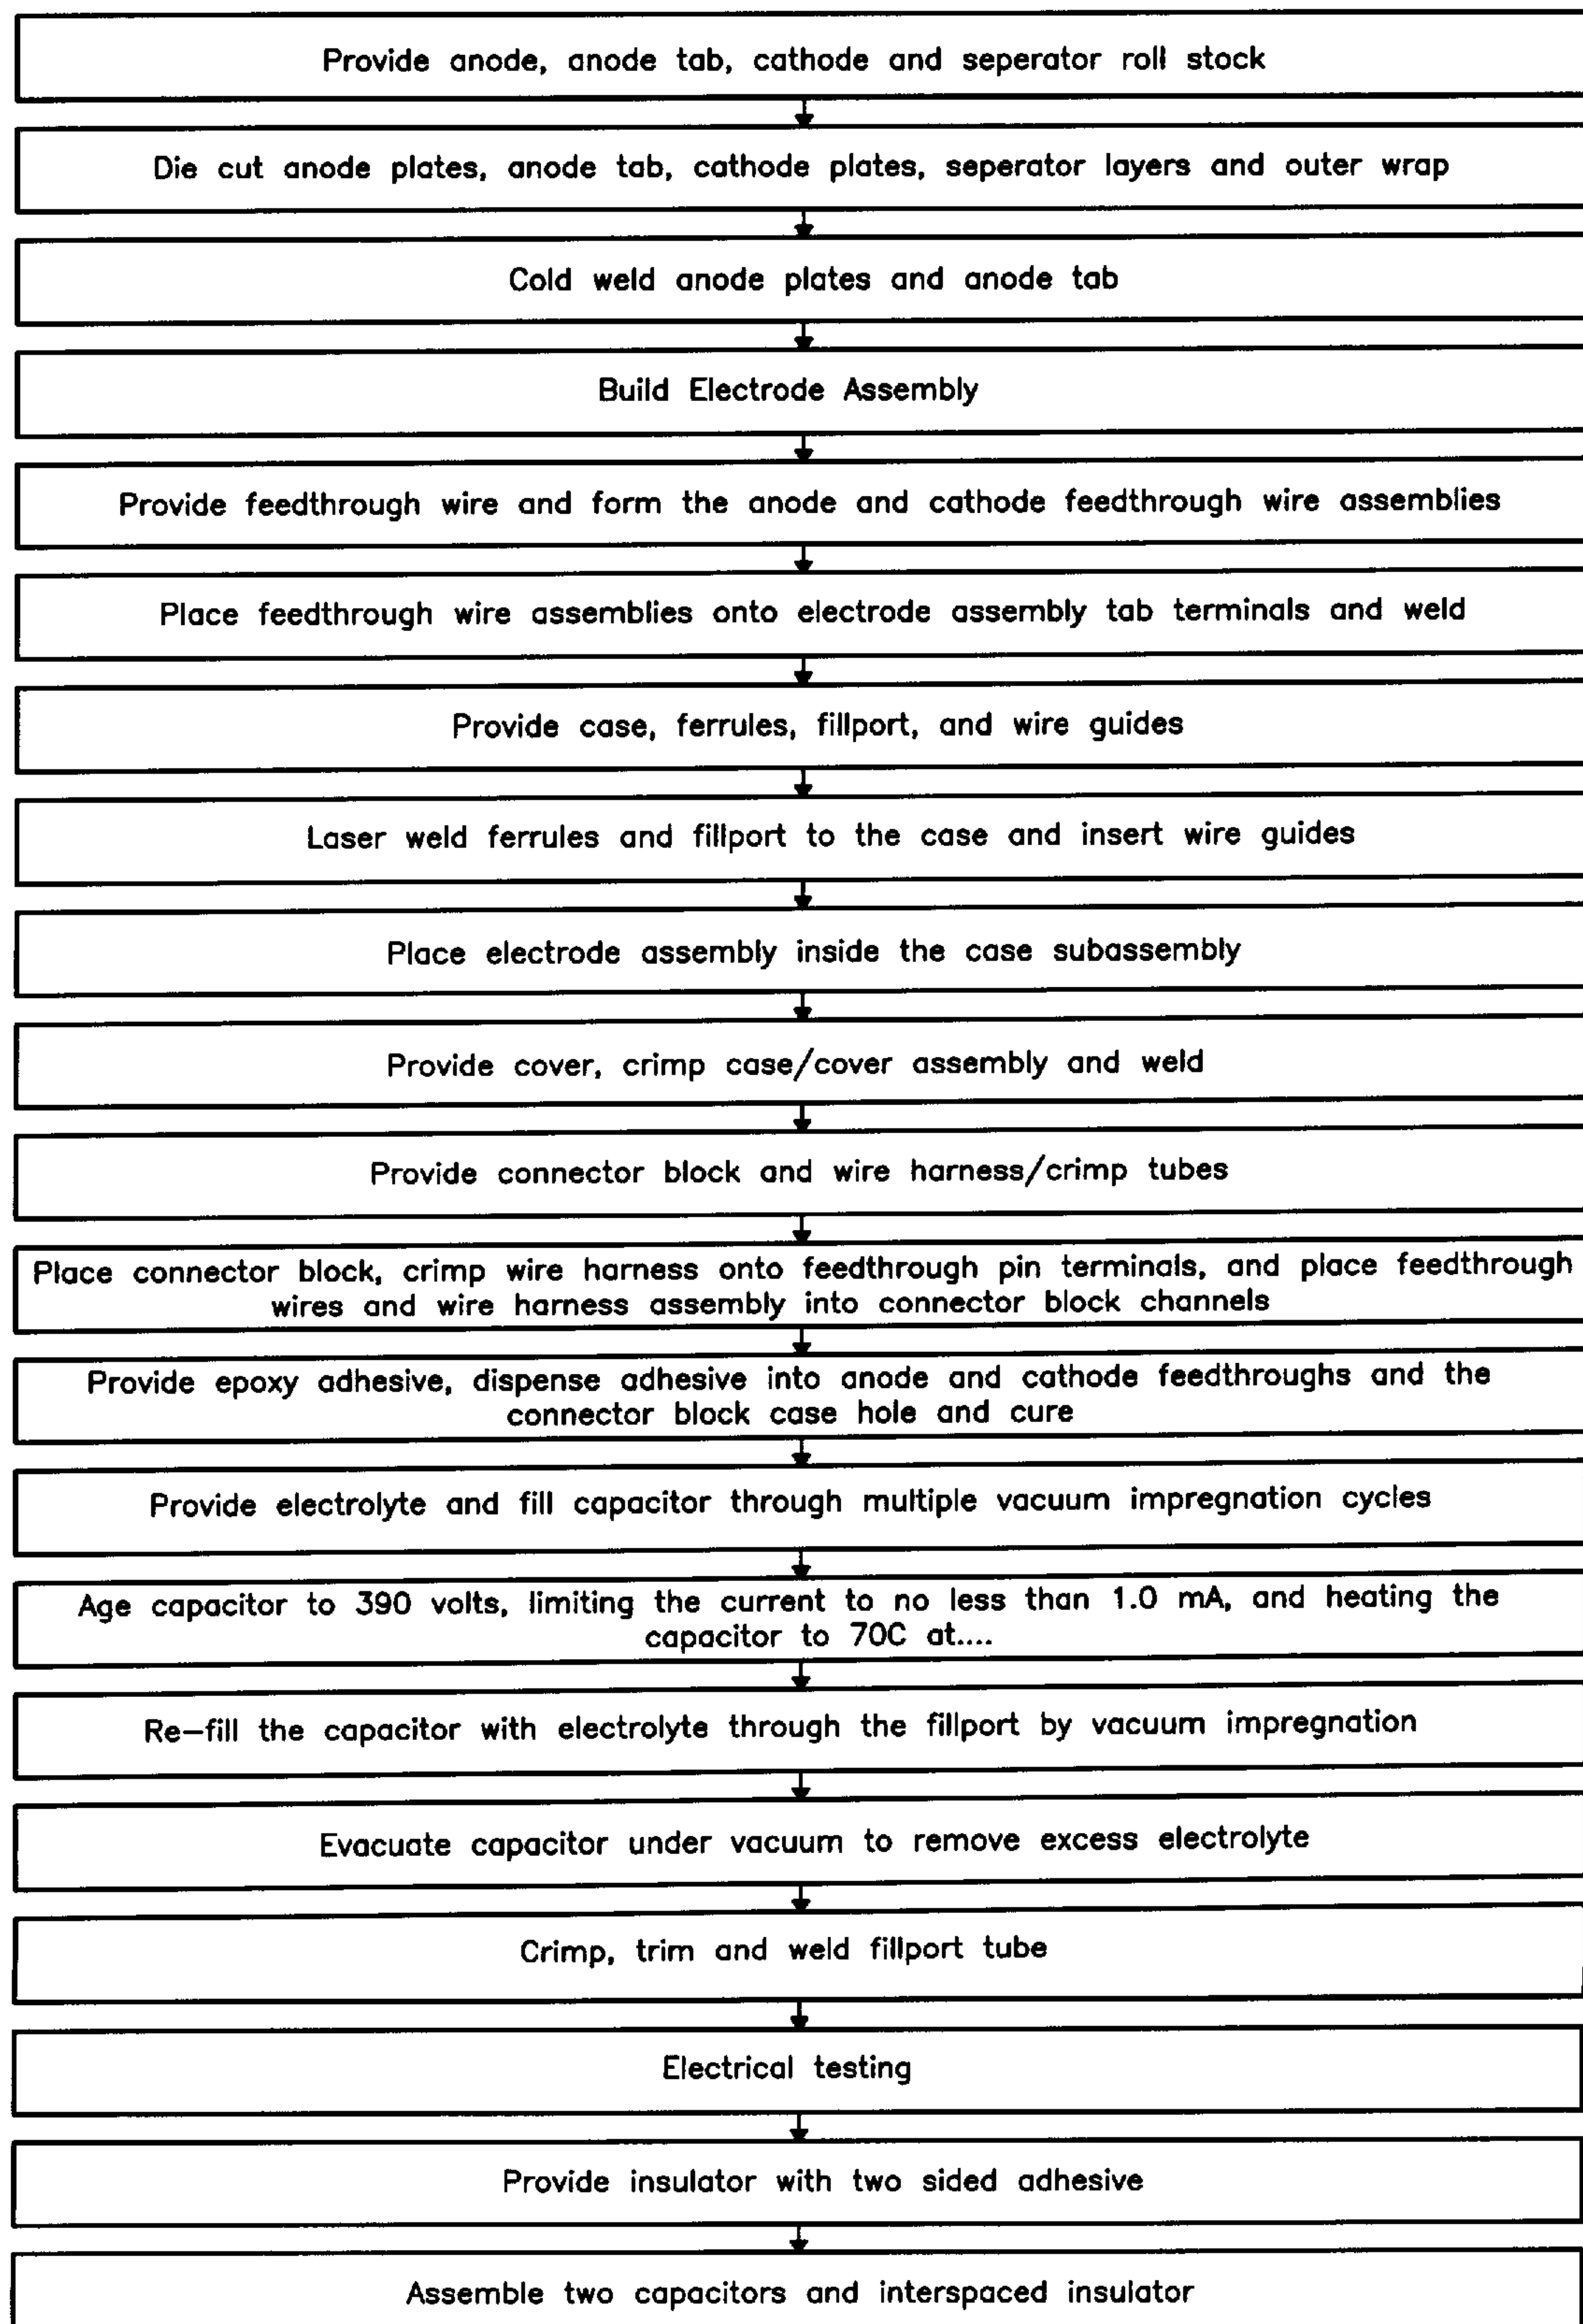 Provide anode, anode tab, cathode and seperator roll stock
Die cut anode plates, anode tab, cathode plates, seperator layers and outer wrap
Cold weld anode plates and anode tab
Build Electrode Assembly
Provide feedthrough wire and form the anode and cathode feedthrough wire assemblies
Place feedthrough wire assemblies onto electrode assembly tab terminals and weld
Provide case, ferrules, fillport, and wire guides
Laser weld ferrules and fillport to the case and insert wire guides
Place electrode assembly inside the case subassembly
Provide cover, crimp case/cover assembly and weld
Provide connector block and wire harness/crimp tubes
Place connector block, crimp wire harness onto feedthrough pin terminals, and place feedthrough
wires and wire harness assembly into connector block channels
Provide epoxy adhesive, dispense adhesive into anode and cathode feedthroughs and the
connector block case hole and cure
Provide electrolyte and fill capacitor through multiple vacuum impregnation cycles
Age capacitor to 390 volts, limiting the current to no less than 1.0 mA, and heating the
capacitor to 70C at....
Re-fill the capacitor with electrolyte through the fillport by vacuum impregnation
Evacuate capacitor under vacuum to remove excess electrolyte
Crimp, trim and weld fillport tube
Electrical testing
Provide insulator with two sided adhesive
Assemble two capacitors and interspaced insulator